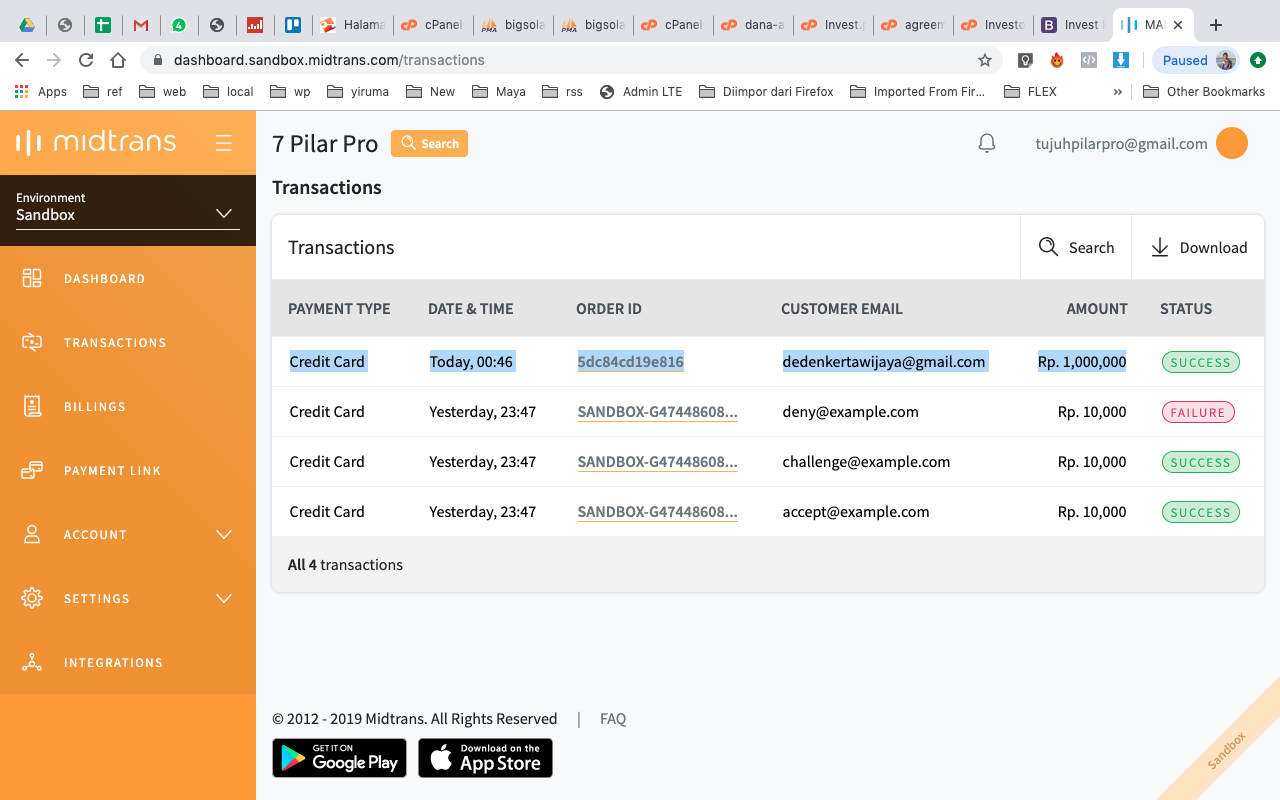 4
Halama
cPanel
bigsola
bigsola
cPanel
dana-a
Invest.p
agreem
Investo
Invest
MA
dashboard.sandbox.midtrans.com/transactions
Paused
Apps
ref
web
local
wp
yiruma
New
Maya
rss
Admin LTE
Diimpor dari Firefox
Imported From Fir...
FLEX
»
Other Bookmarks
midtrans
7 Pilar Pro
Search
tujuhpilarpro@gmail.com
Environment
Sandbox
DASHBOARD
TRANSACTIONS
BILLINGS
PAYMENT LINK
ACCOUNT
SETTINGS
INTEGRATIONS
Transactions
Transactions
Search
Download
PAYMENT TYPE DATE & TIME ORDER ID CUSTOMER EMAIL AMOUNT STATUS
Credit Card Today, 00:46 5dc84cd19e816 dedenkertawijaya@gmail.com Rp. 1,000,000 SUCCESS
Credit Card Yesterday, 23:47 SANDBOX-G47448608... deny@example.com Rp. 10,000 FAILURE
Credit Card Yesterday, 23:47 SANDBOX-G47448608... challenge@example.com Rp. 10,000 SUCCESS
Credit Card Yesterday, 23:47 SANDBOX-G47448608... accept@example.com Rp. 10,000 SUCCESS
All 4 transactions
© 2012 - 2019 Midtrans. All Rights Reserved | FAQ
GET IT ON
Google Play
Download on the
App Store
Sandbox